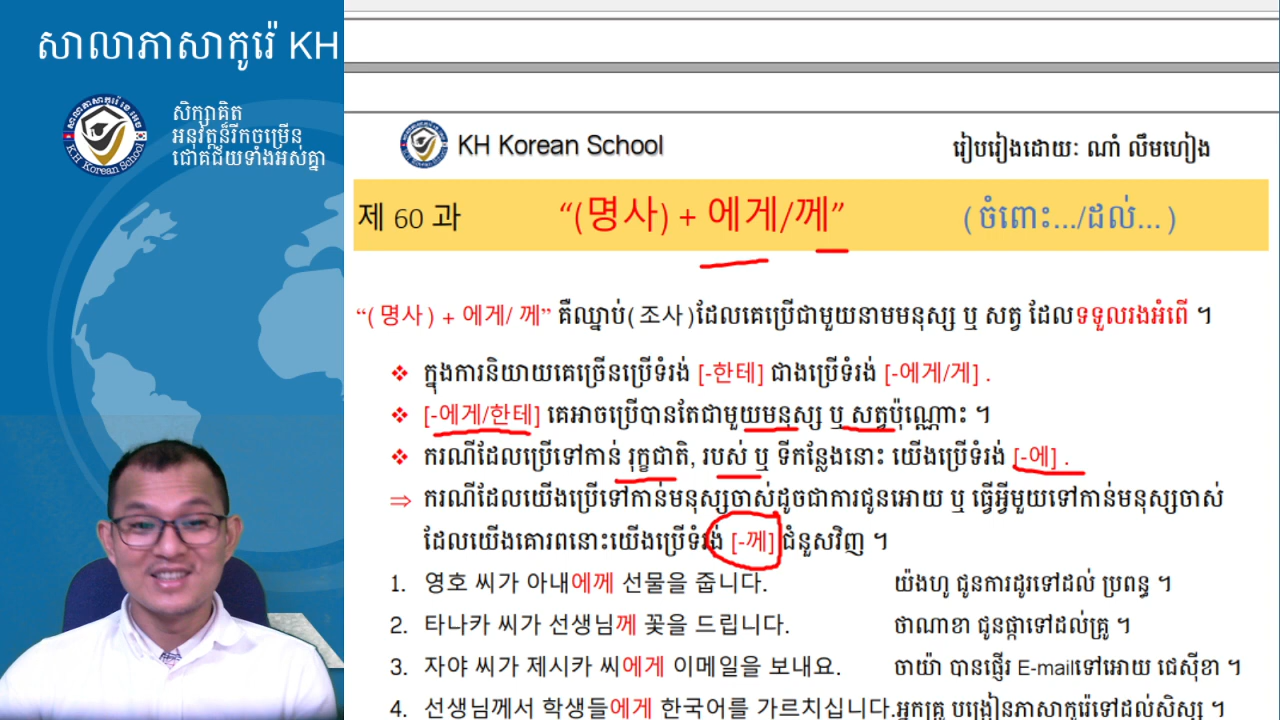 សាលាភាសាកូរ៉េ KH
សិក្សាគិត
អនុវត្តន៏រីកចម្រើន
ជោគជ័យទាំងអស់គ្នា
សាលាភាសាកូរ៉េ ខេ អេច
K.H Korean School
KH Korean School
រៀបរៀងដោយៈ ណាំ លឹមហៀង
제 60 과 “(명사) + 에게/께” (ចំពោះ.../ដល់...)
“(명사) + 에게/ 께” គឺឈ្នាប់(조사)ដែលគេប្រើជាមួយនាមមនុស្ស ឬ សត្វ ដែលទទួលរងអំពើ ។
❖ ក្នុងការនិយាយគេច្រើនប្រើទំរង់ [-한테] ជាងប្រើទំរង់ [-에게/게] .
❖ [-에게/한테] គេអាចប្រើបានតែជាមួយមនុស្ស ឬ សត្វប៉ុណ្ណោះ ។
❖ ករណីដែលប្រើទៅកាន់ រុក្ខជាតិ, របស់ ឬ ទីកន្លែងនោះ យើងប្រើទំរង់ [-에] .
⇒ ករណីដែលយើងប្រើទៅកាន់មនុស្សចាស់ដូចជាការជូនអោយ ឬ ធ្វើអ្វីមួយទៅកាន់មនុស្សចាស់
ដែលយើងគោរពនោះយើងប្រើទំរង់ [-께] ជំនួសវិញ ។
1. 영호 씨가 아내에께 선물을 줍니다. យ៉ងហូ ជូនការដូរទៅដល់ ប្រពន្ធ ។
2. 타나카 씨가 선생님께 꽃을 드립니다. ថាណាខា ជូនផ្កាទៅដល់គ្រូ ។
3. 자야 씨가 제시카 씨에게 이메일을 보내요. ចាយ៉ា បានផ្ញើរ E-mailទៅអោយ ជេស៊ីខា ។
4. 선생님께서 학생들에게 한국어를 가르치십니다. អ្នកគ្រូ បង្រៀនភាសាកូរ៉េទៅដល់សិស្ស ។